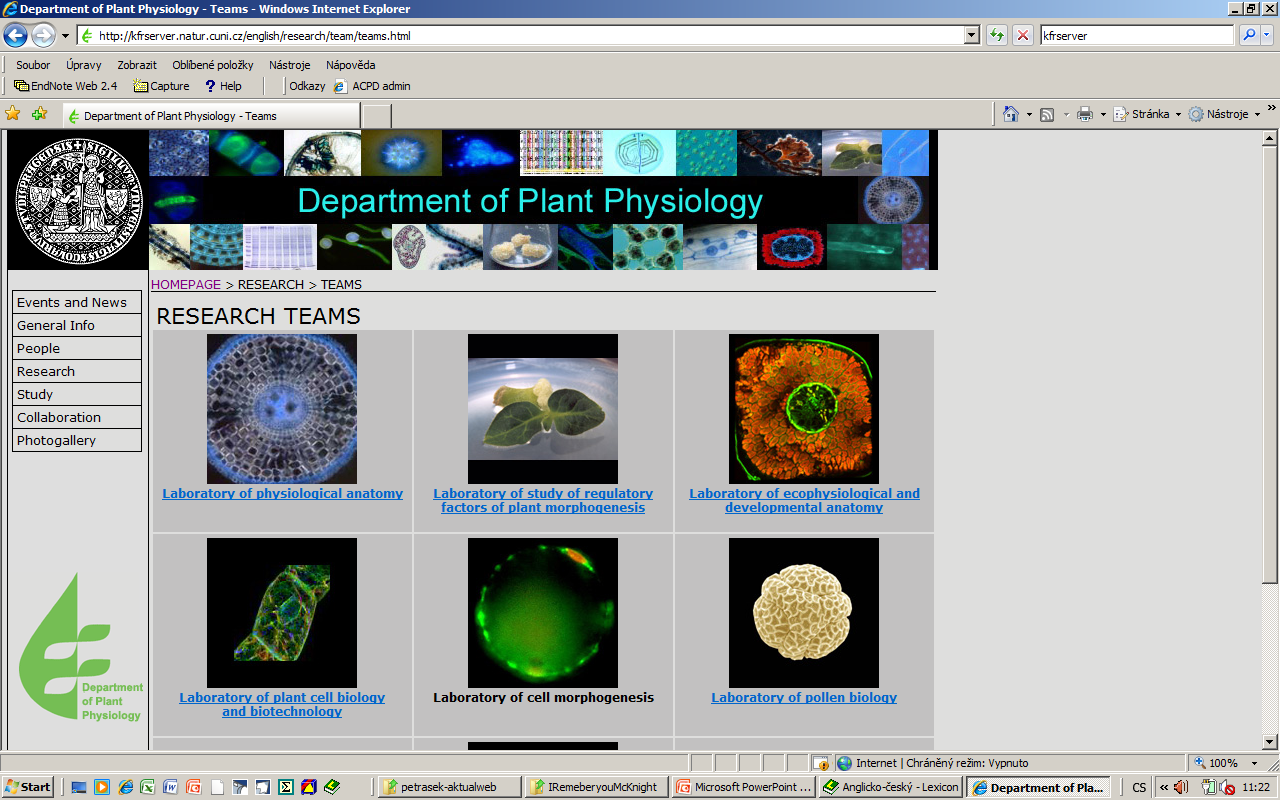 Department of Plant Physiology - Teams - Windows Internet Explorer
http://kfrserver.natur.cuni.cz/english/research/team/teams.html
kfrserver
Soubor Úpravy Zobrazit Oblíbené položky Nástroje Nápověda
EndNote Web 2.4 Capture Help Odkazy ACPD admin
Department of Plant Physiology - Teams
Stránka Nástroje
Department of Plant Physiology
HOMEPAGE > RESEARCH > TEAMS
Events and News
General Info
People
Research
Study
Collaboration
Photogallery
RESEARCH TEAMS
Laboratory of physiological anatomy
Laboratory of study of regulatory
factors of plant morphogenesis
Laboratory of ecophysiological and
developmental anatomy
Laboratory of plant cell biology
and biotechnology
Laboratory of cell morphogenesis
Laboratory of pollen biology
Department
of Plant
Physiology
Internet | Chráněný režim: Vypnuto
100%
Start
petrasek-aktualweb
IRemeberyouMcKnight
Microsoft PowerPoint ...
Anglicko-český - Lexicon
Department of Pla...
CS
11:22